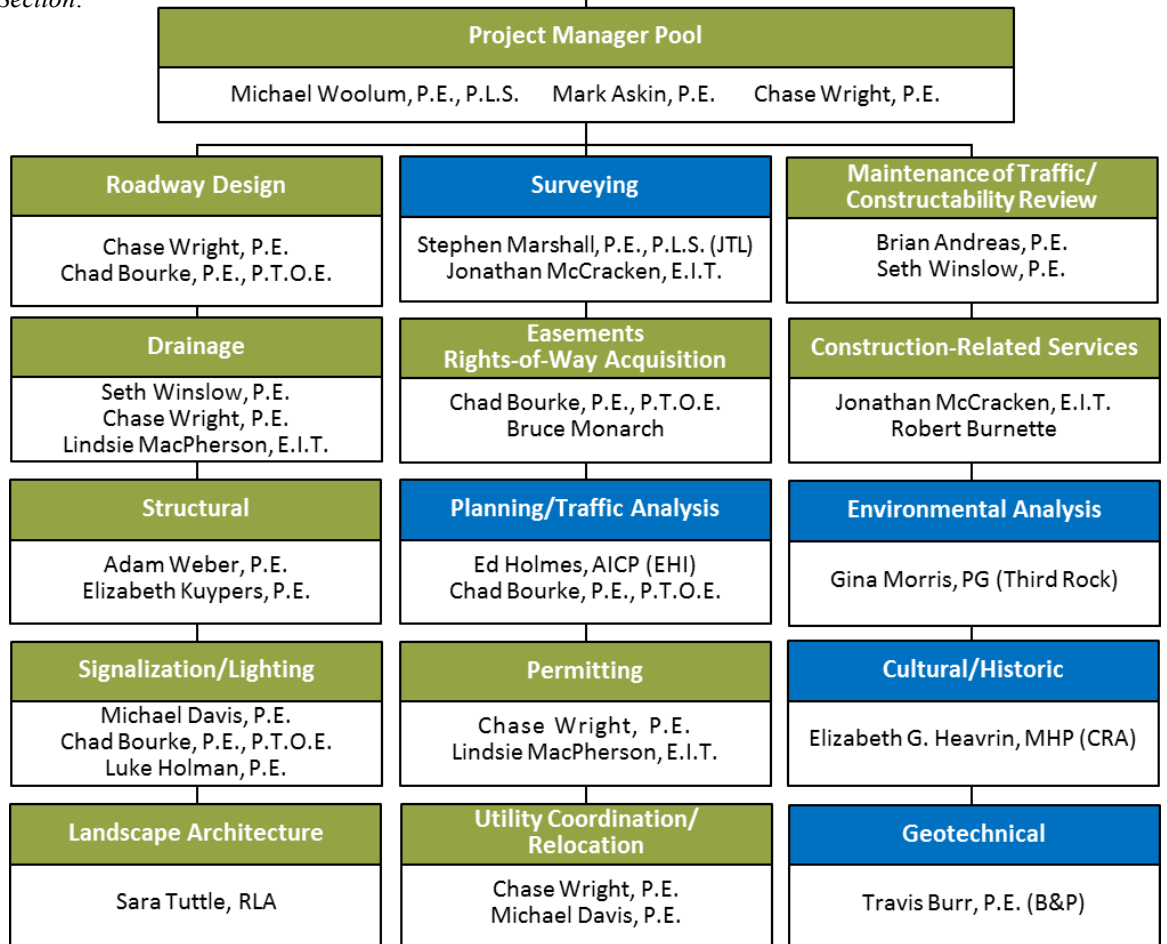 Section.
Project Manager Pool
Michael Woolum, P.E., P.L.S. Mark Askin, P.E. Chase Wright, P.E.
Roadway Design
Chase Wright, P.E.
Chad Bourke, P.E., P.T.O.E.
Surveying
Stephen Marshall, P.E., P.L.S. (JTL)
Jonathan McCracken, E.I.T.
Maintenance of Traffic/
Constructability Review
Brian Andreas, P.E.
Seth Winslow, P.E.
Drainage
Seth Winslow, P.E.
Chase Wright, P.E.
Lindsie MacPherson, E.I.T.
Easements
Rights-of-Way Acquisition
Chad Bourke, P.E., P.T.O.E.
Bruce Monarch
Construction-Related Services
Jonathan McCracken, E.I.T.
Robert Burnette
Structural
Adam Weber, P.E.
Elizabeth Kuypers, P.E.
Planning/Traffic Analysis
Ed Holmes, AICP (EHI)
Chad Bourke, P.E., P.T.O.E.
Environmental Analysis
Gina Morris, PG (Third Rock)
Signalization/Lighting
Michael Davis, P.E.
Chad Bourke, P.E., P.T.O.E.
Luke Holman, P.E.
Permitting
Chase Wright, P.E.
Lindsie MacPherson, E.I.T.
Cultural/Historic
Elizabeth G. Heavrin, MHP (CRA)
Landscape Architecture
Sara Tuttle, RLA
Utility Coordination/
Relocation
Chase Wright, P.E.
Michael Davis, P.E.
Geotechnical
Travis Burr, P.E. (B&P)